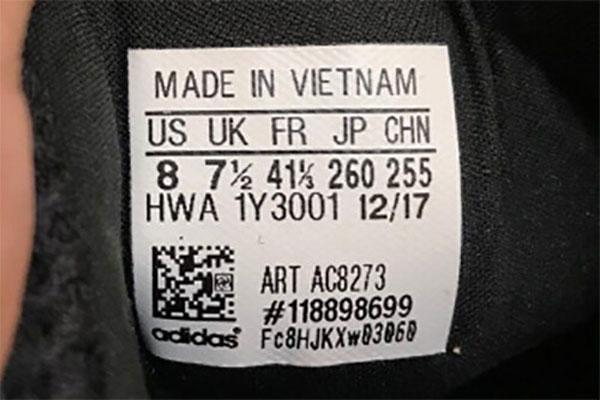 MADE IN VIETNAM
US UK FR JP CHN
8 7½ 41⅓ 260 255
HWA 1Y3001 12/17
ART AC8273
#118898699
adidas Fc8HJKXw03060